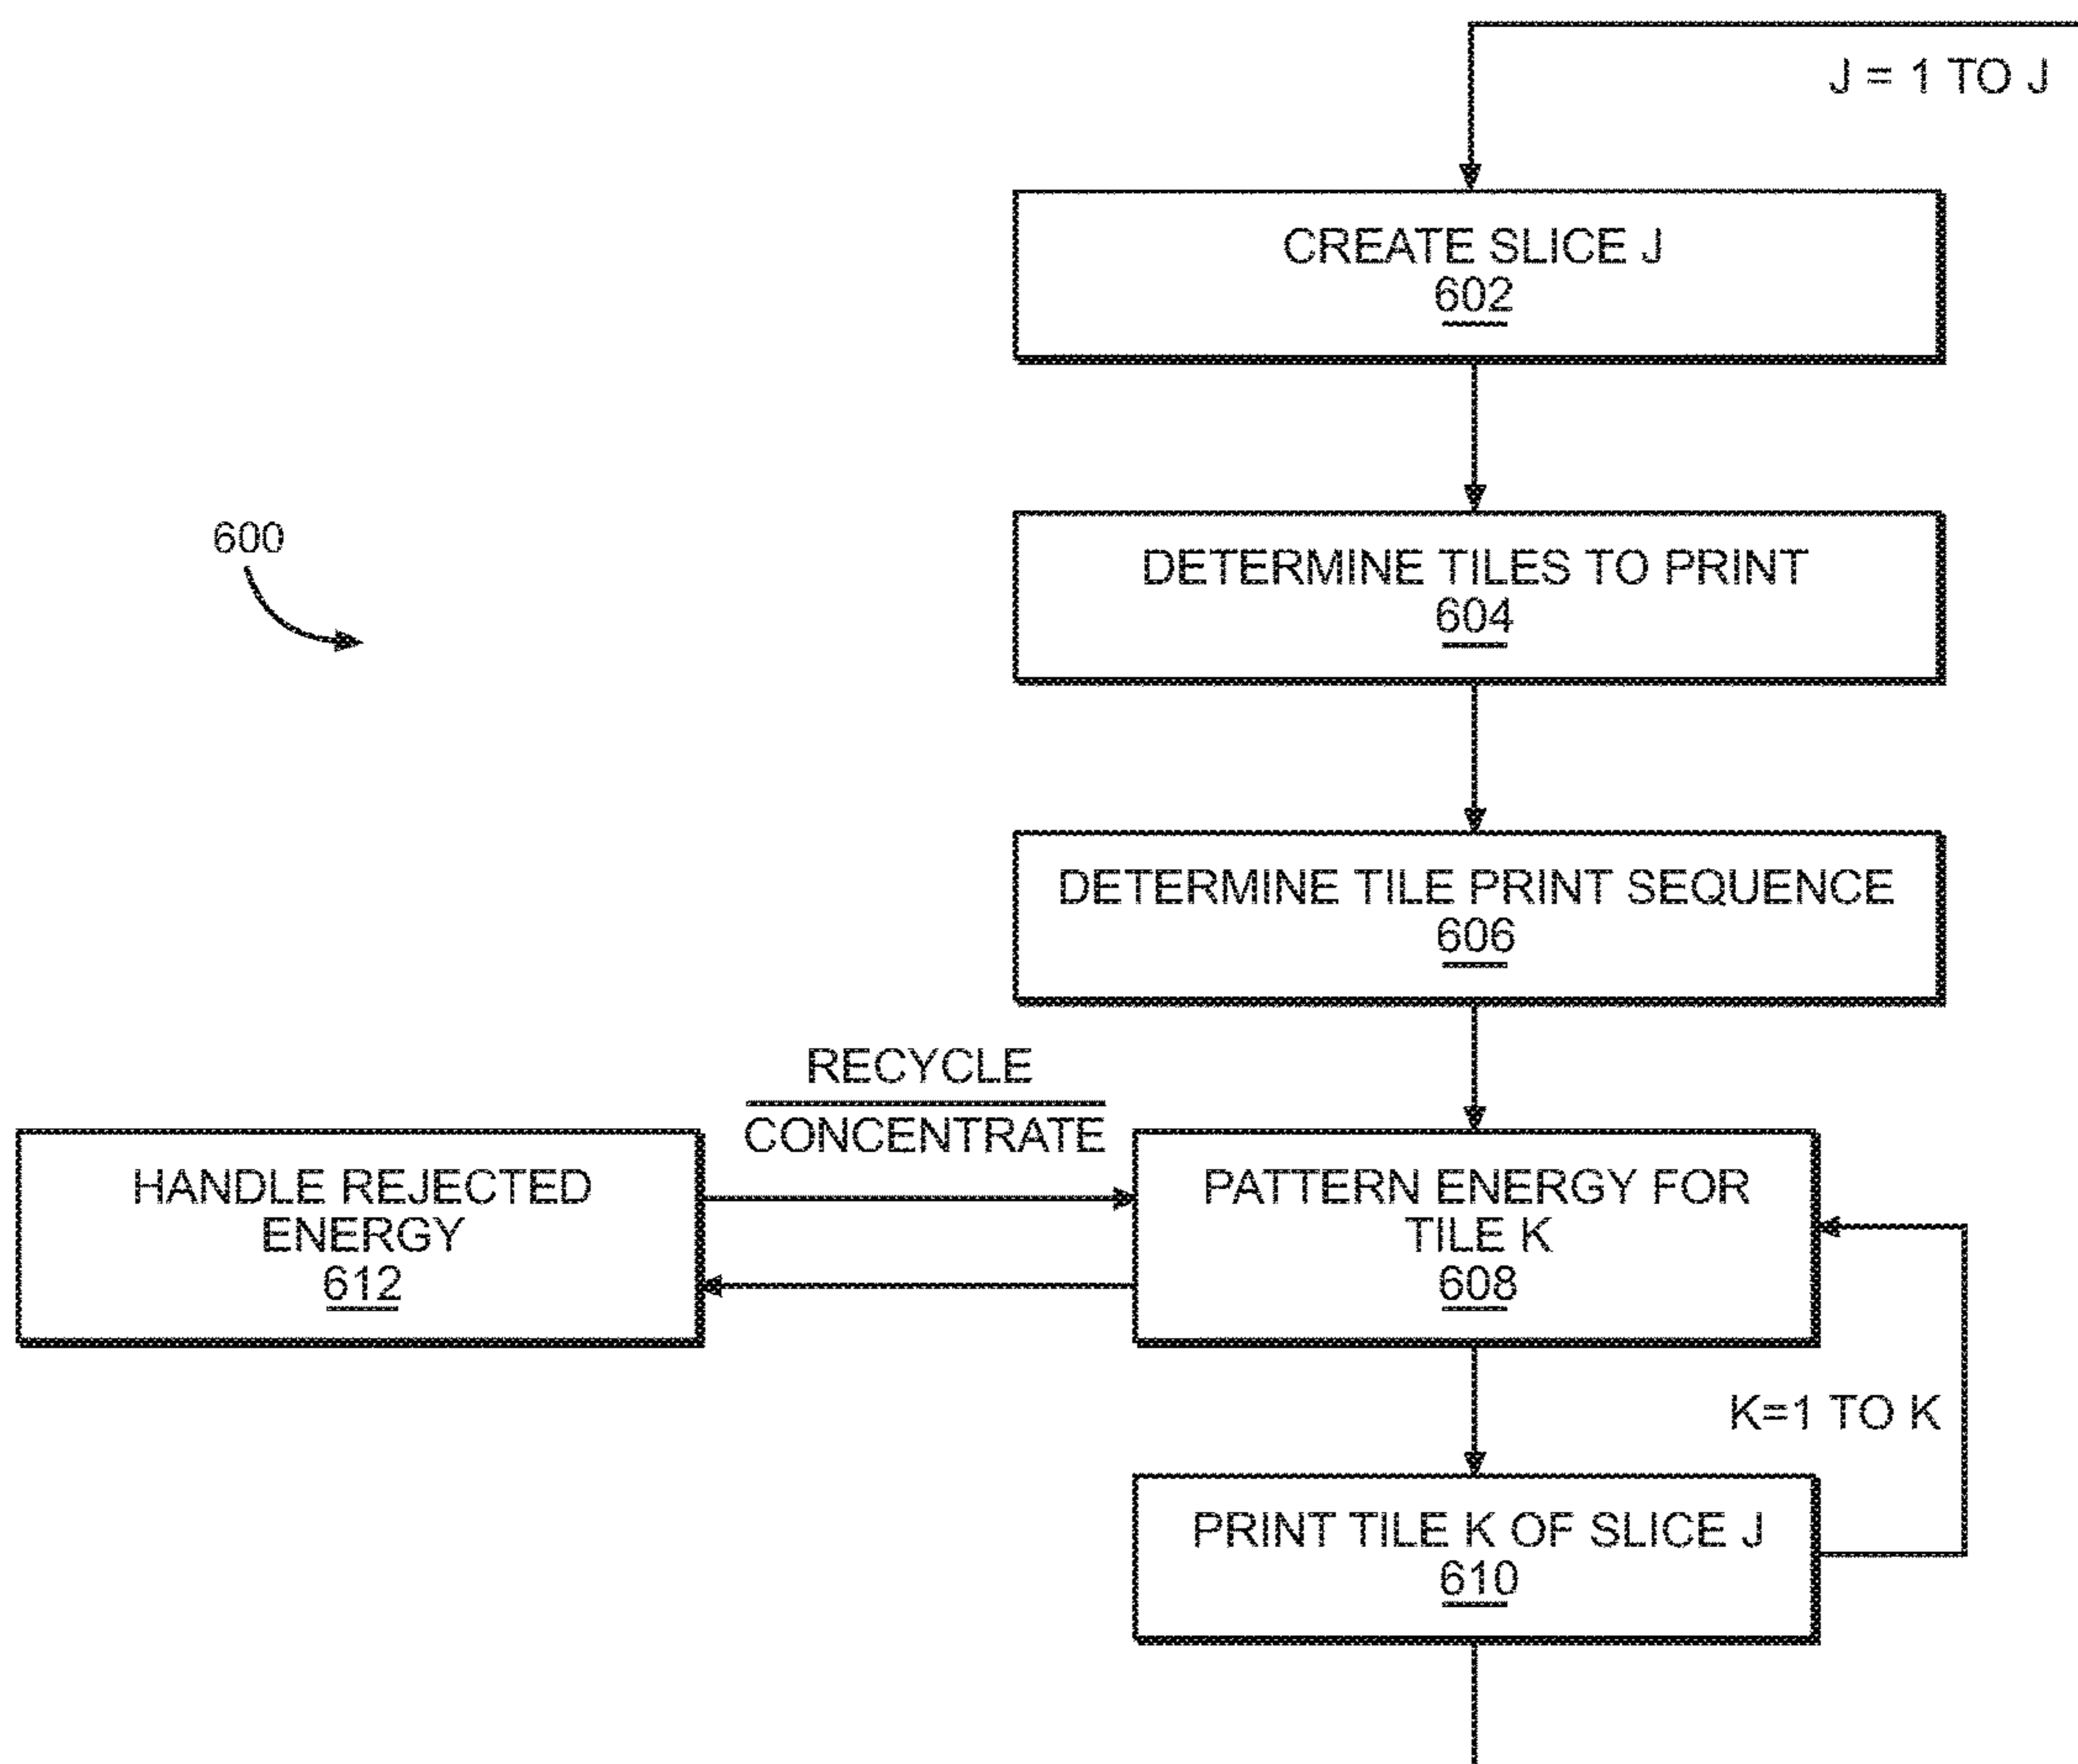 J = 1 TO J
CREATE SLICE J
602
600
DETERMINE TILES TO PRINT
604
DETERMINE TILE PRINT SEQUENCE
606
RECYCLE
CONCENTRATE
HANDLE REJECTED
ENERGY
612
PATTERN ENERGY FOR
TILE K
608
K=1 TO K
PRINT TILE K OF SLICE J
610